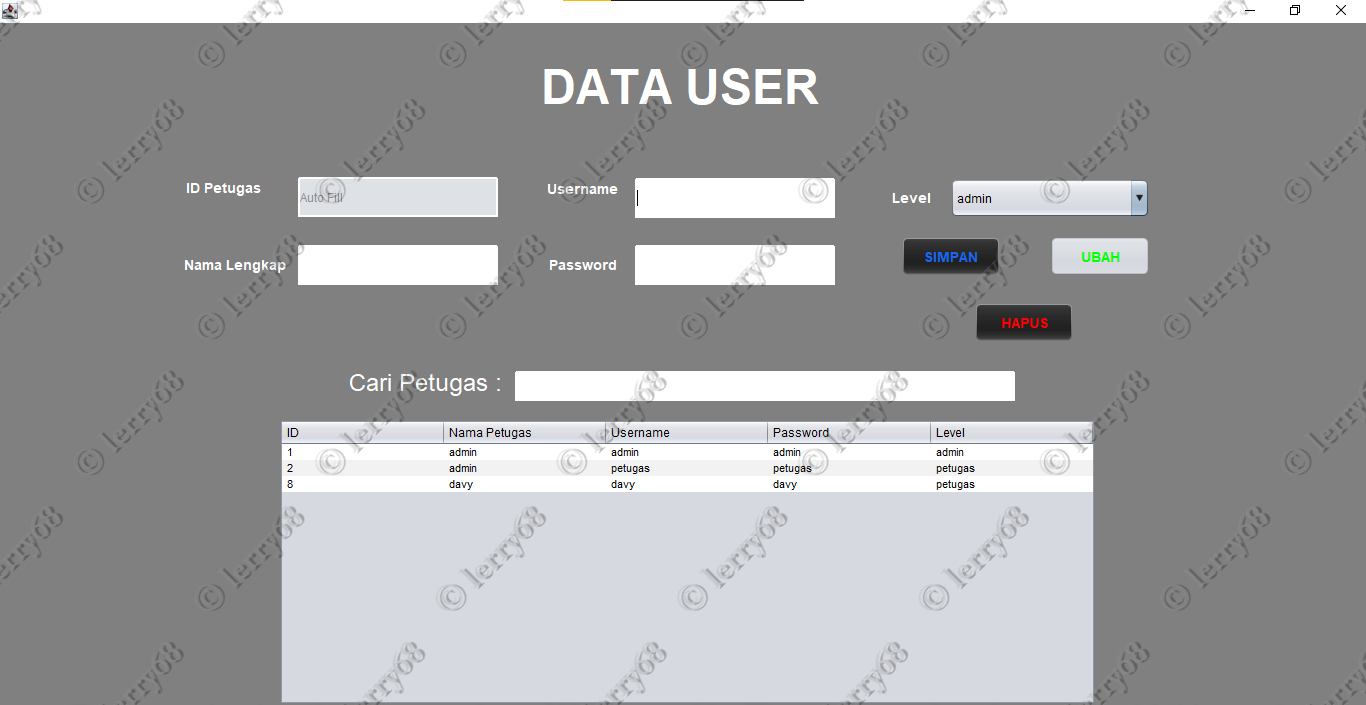 DATA USER
ID Petugas
Auto Fill
Username
Level
admin
Nama Lengkap
Password
SIMPAN
UBAH
HAPUS
Cari Petugas :
ID Nama Petugas Username Password Level
1 admin admin admin admin
2 admin petugas petugas petugas
8 davy davy davy petugas
© lerry68